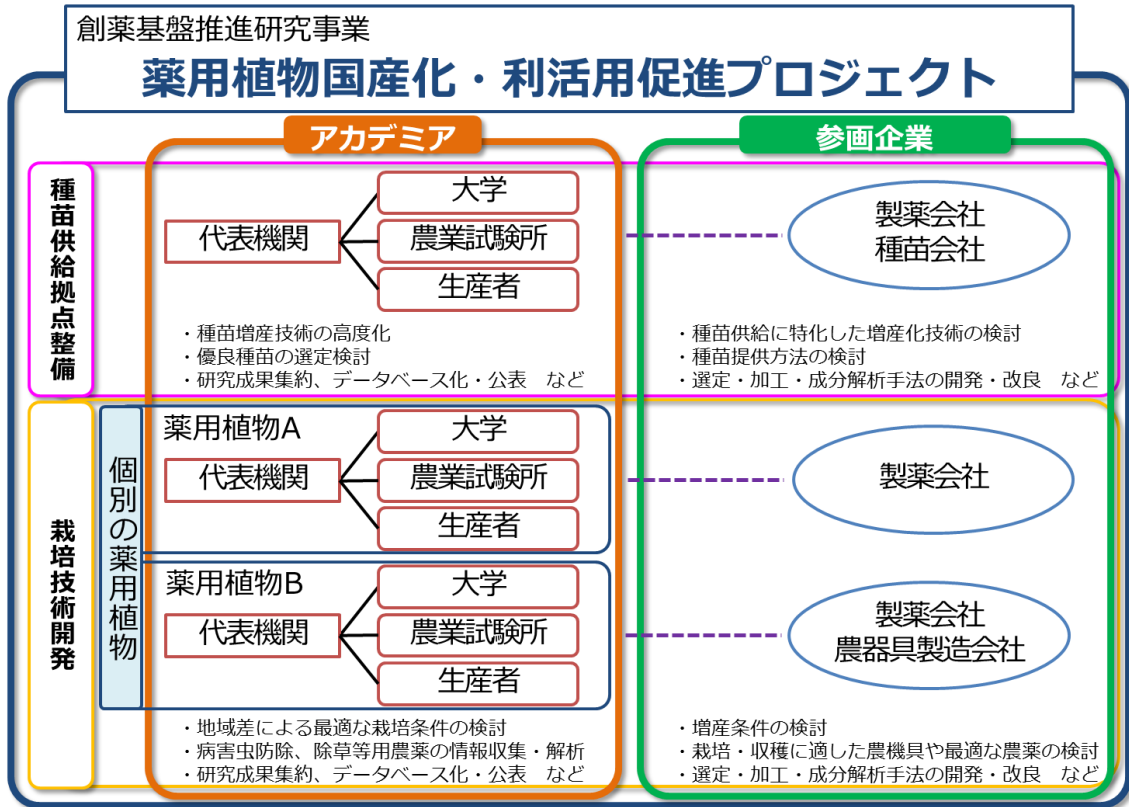 創薬基盤推進研究事業
薬用植物国産化・利活用促進プロジェクト
アカデミア
参画企業
種苗供給拠点整備
代表機関
大学
農業試験所
生産者
製薬会社
種苗会社
・種苗増産技術の高度化
・優良種苗の選定検討
・研究成果集約、データベース化・公表 など
・種苗供給に特化した増産化技術の検討
・種苗提供方法の検討
・選定・加工・成分解析手法の開発・改良 など
栽培技術開発
個別の薬用植物
薬用植物A
代表機関
大学
農業試験所
生産者
製薬会社
薬用植物B
代表機関
大学
農業試験所
生産者
製薬会社
農器具製造会社
・地域差による最適な栽培条件の検討
・病害虫防除、除草等用農薬の情報収集・解析
・研究成果集約、データベース化・公表 など
・増産条件の検討
・栽培・収穫に適した農機具や最適な農薬の検討
・選定・加工・成分解析手法の開発・改良 など